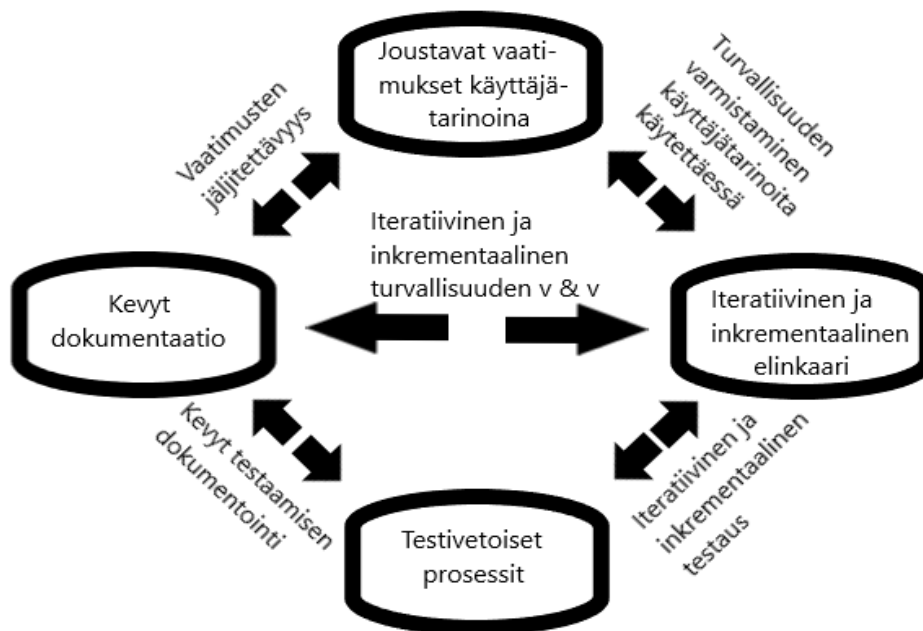 Joustavat vaati-
mukset käyttäjä-
tarinoina
Vaatimusten
jäljitettävyys
Turvallisuuden
varmistaminen
käyttäjätarinoita
käytettäessä
Iteratiivinen ja
inkrementaalinen
turvallisuuden v & v
Kevyt
dokumentaatio
Iteratiivinen ja
inkrementaalinen
elinkaari
Kevyt testaamisen
dokumentointi
Iteratiivinen ja
inkrementaalinen
testaus
Testivetoiset
prosessit